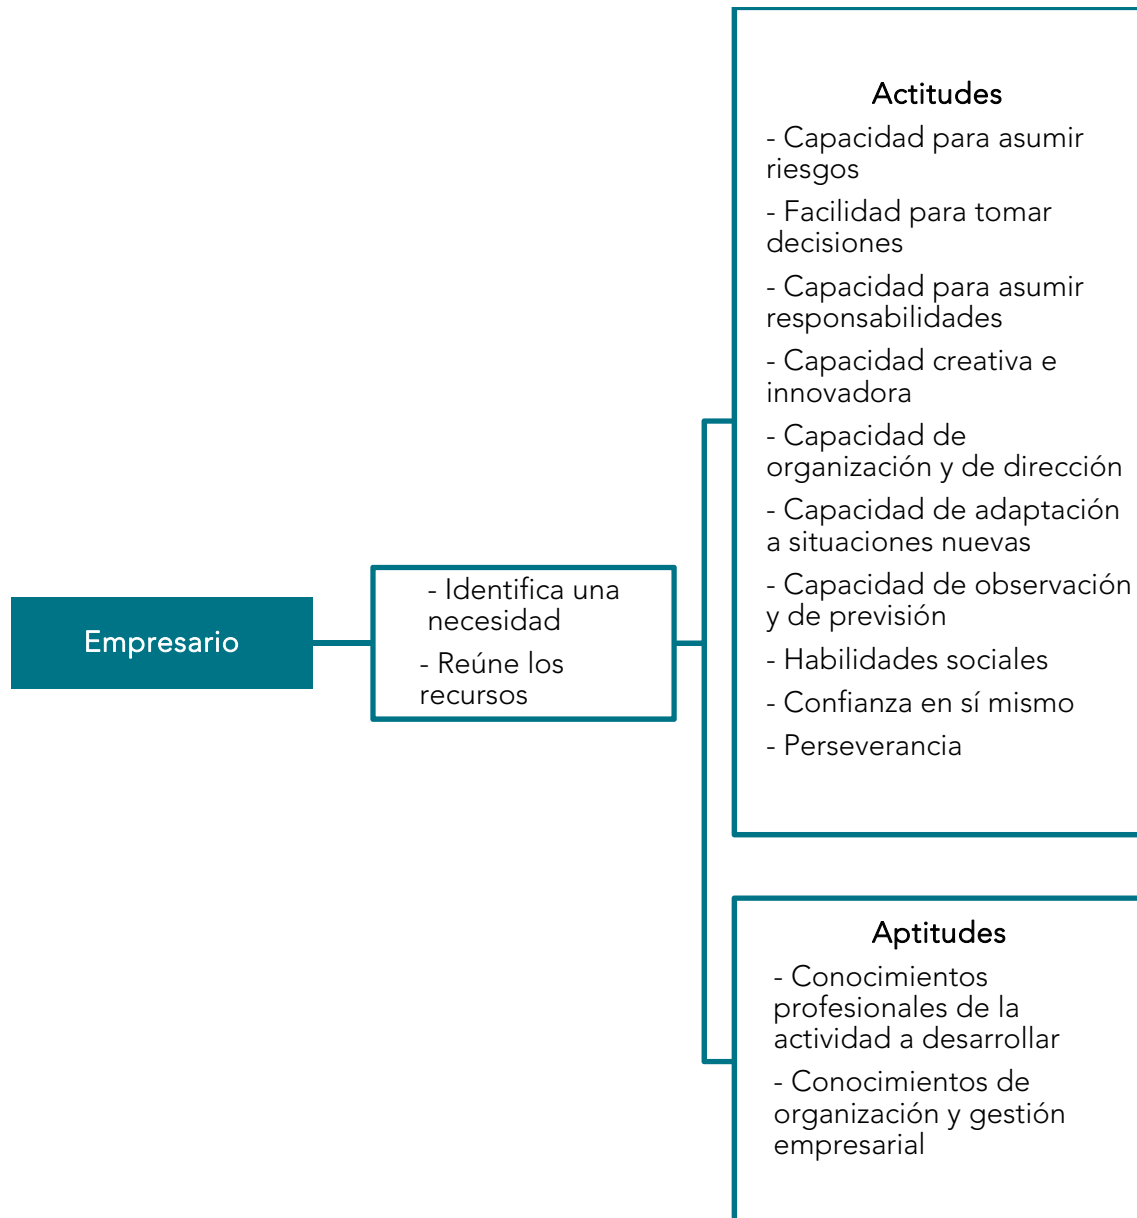 Empresario
- Identifica una
necesidad
- Reúne los
recursos
Actitudes
- Capacidad para asumir
riesgos
- Facilidad para tomar
decisiones
- Capacidad para asumir
responsabilidades
- Capacidad creativa e
innovadora
- Capacidad de
organización y de dirección
- Capacidad de adaptación
a situaciones nuevas
- Capacidad de observación
y de previsión
- Habilidades sociales
- Confianza en sí mismo
- Perseverancia
Aptitudes
- Conocimientos
profesionales de la
actividad a desarrollar
- Conocimientos de
organización y gestión
empresarial